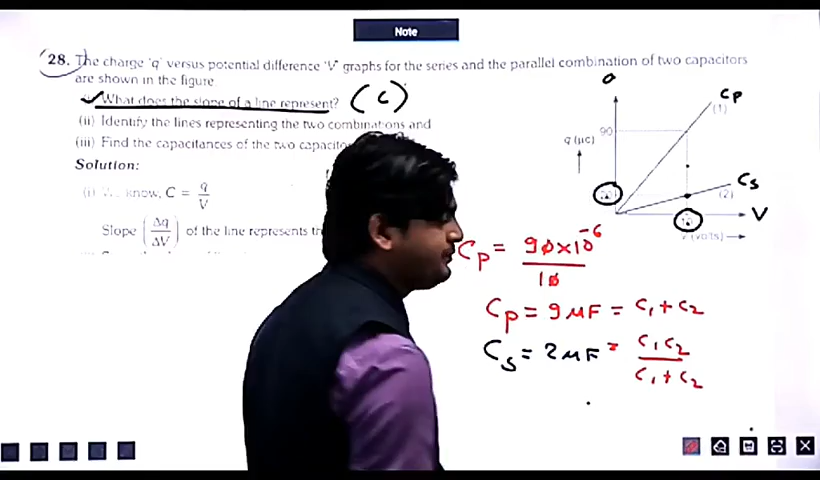 Note
28. The charge 'q' versus potential difference 'V' graphs for the series and the parallel combination of two capacitors
are shown in the figure
(i) What does the slope of a line represent? (C)
(ii) Identify the lines representing the two combinations and
(iii) Find the capacitances of the two
Solution:
(i) We know, C = q/V
Slope (Δq/ΔV) of the line represents
Q
Cp
(1)
90
q (μC)
Cs
20
(2)
V
10
V (VOLTS)
Cp = 90×10⁻⁶/10
Cp = 9 μF = C₁ + C₂
Cs = 2 μF = C₁C₂/C₁ + C₂